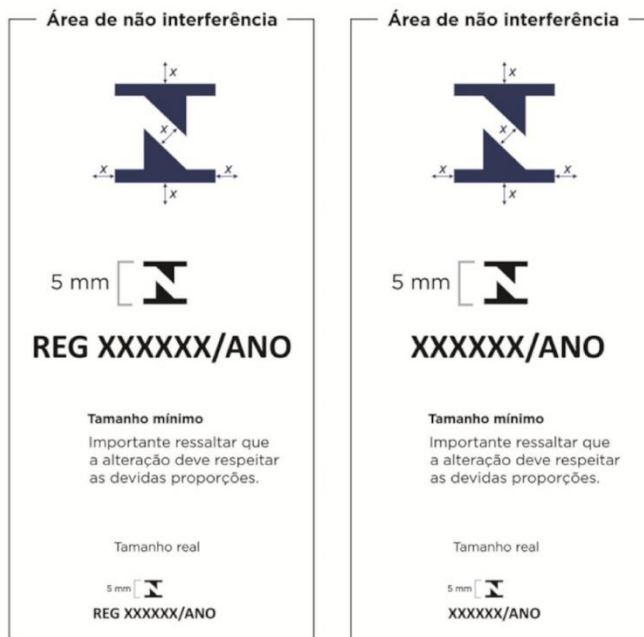 Área de não interferência
x
x
x
x
x
5 mm
REG XXXXXX/ANO
Tamanho mínimo
Importante ressaltar que
a alteração deve respeitar
as devidas proporções.
Tamanho real
5 mm
REG XXXXXX/ANO
Área de não interferência
x
x
x
x
x
5 mm
XXXXXX/ANO
Tamanho mínimo
Importante ressaltar que
a alteração deve respeitar
as devidas proporções.
Tamanho real
5 mm
XXXXXX/ANO